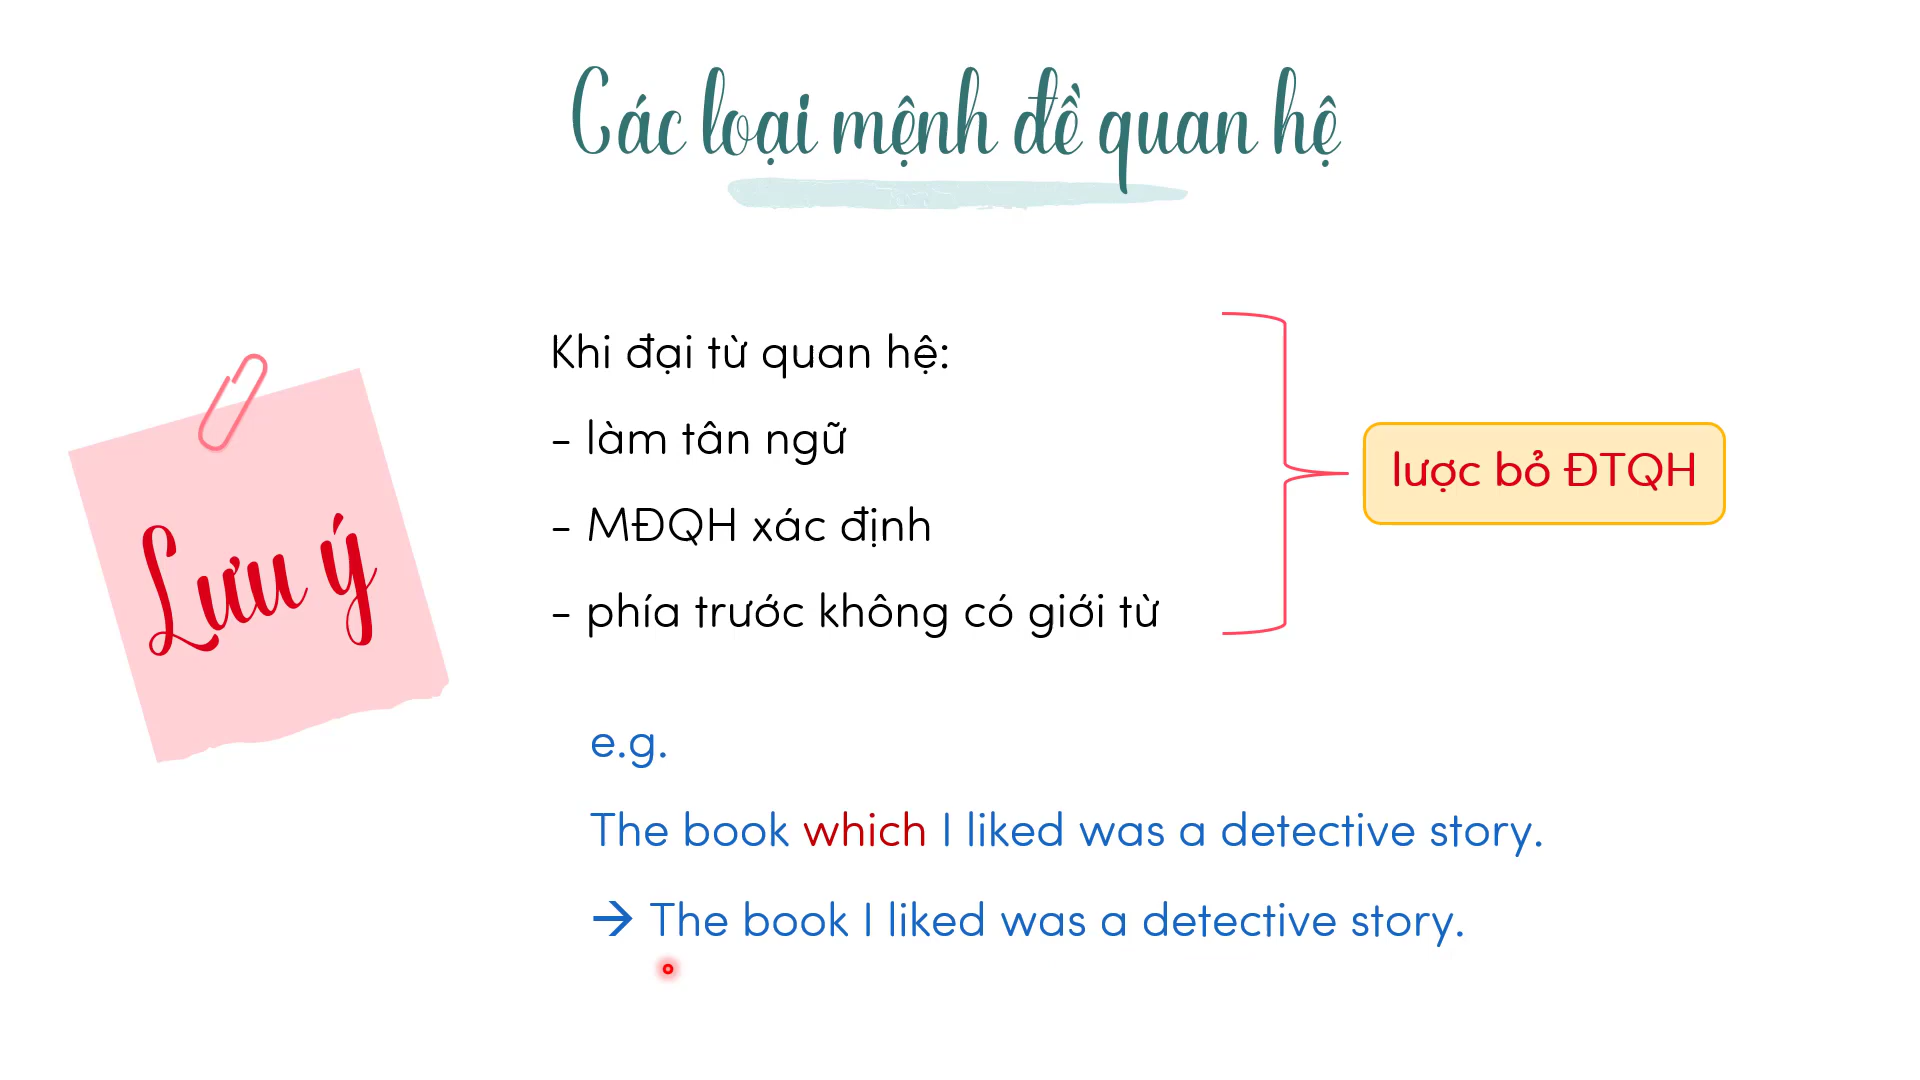 Các loại mệnh đề quan hệ
Khi đại từ quan hệ:
- làm tân ngữ
- MĐQH xác định
- phía trước không có giới từ
lược bỏ ĐTQH
Lưu ý
e.g.
The book which I liked was a detective story.
→ The book I liked was a detective story.